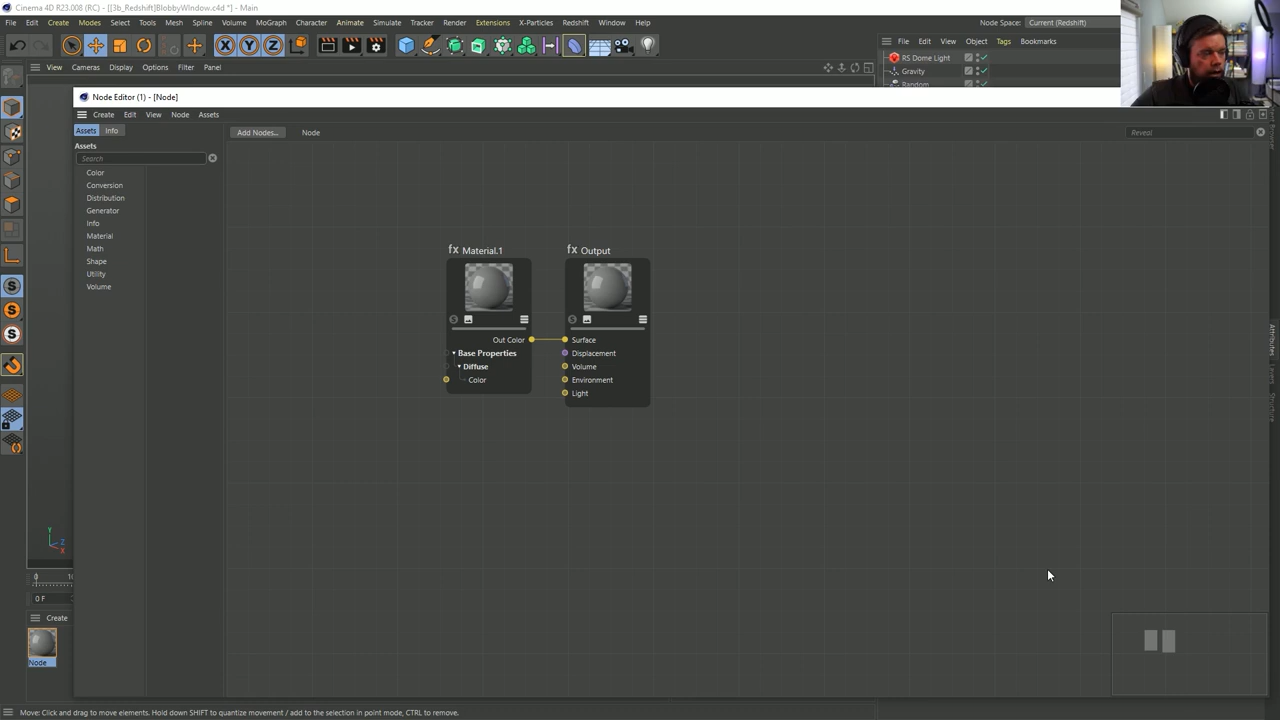 Cinema 4D R23.008 (RC) - [[3b_Redshift]BlobbyWindow.c4d *] - Main
File Edit Create Modes Select Tools Mesh Spline Volume MoGraph Character Animate Simulate Tracker Render Extensions X-Particles Redshift Window Help Node Space: Current (Redshift)
X Y Z
View Cameras Display Options Filter Panel
File Edit View Object Tags Bookmarks
RS Dome Light
Gravity
Random
Node Editor (1) - [Node]
Create Edit View Node Assets
Assets Info Add Nodes... Node Reveal
Assets
Search
Color
Conversion
Distribution
Generator
Info
Material
Math
Shape
Utility
Volume
fx Material.1
Out Color
Base Properties
Diffuse
Color
fx Output
Surface
Displacement
Volume
Environment
Light
Attributes
Structure
Y
Z
X
0
0 F
Create
Node
Move: Click and drag to move elements. Hold down SHIFT to quantize movement / add to the selection in point mode, CTRL to remove.